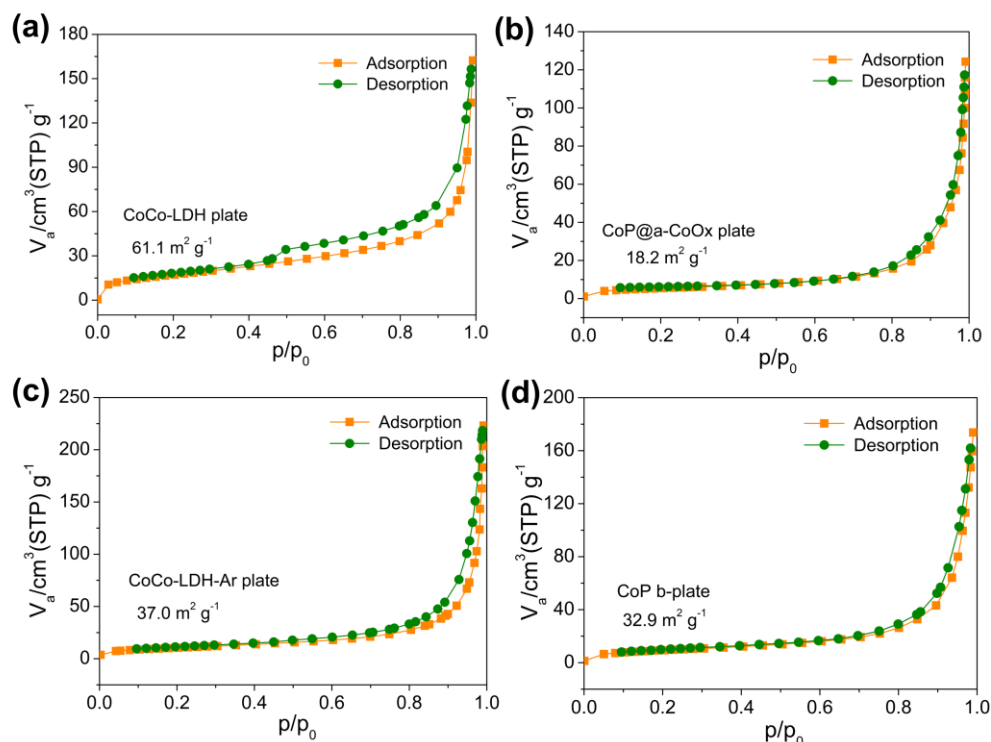 (a)
180
150
120
90
60
30
0
V_a/cm³(STP) g⁻¹
Adsorption
Desorption
CoCo-LDH plate
61.1 m² g⁻¹
0.0 0.2 0.4 0.6 0.8 1.0
p/p₀
(b)
140
120
100
80
60
40
20
0
V_a/cm³(STP) g⁻¹
Adsorption
Desorption
CoP@a-CoOx plate
18.2 m² g⁻¹
0.0 0.2 0.4 0.6 0.8 1.0
p/p₀
(c)
250
200
150
100
50
0
V_a/cm³(STP) g⁻¹
Adsorption
Desorption
CoCo-LDH-Ar plate
37.0 m² g⁻¹
0.0 0.2 0.4 0.6 0.8 1.0
p/p₀
(d)
200
160
120
80
40
0
V_a/cm³(STP) g⁻¹
Adsorption
Desorption
CoP b-plate
32.9 m² g⁻¹
0.0 0.2 0.4 0.6 0.8 1.0
p/p₀